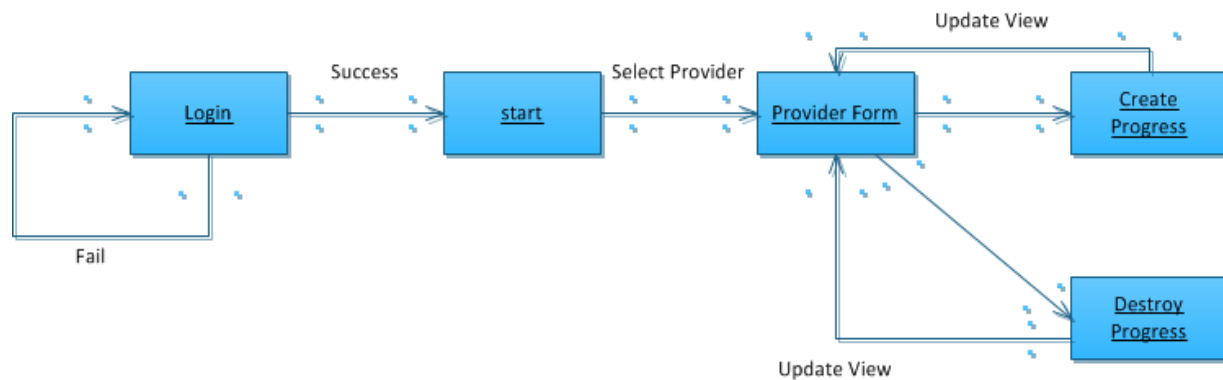 Update View
Success
Select Provider
Login
start
Provider Form
Create
Progress
Fail
Destroy
Progress
Update View